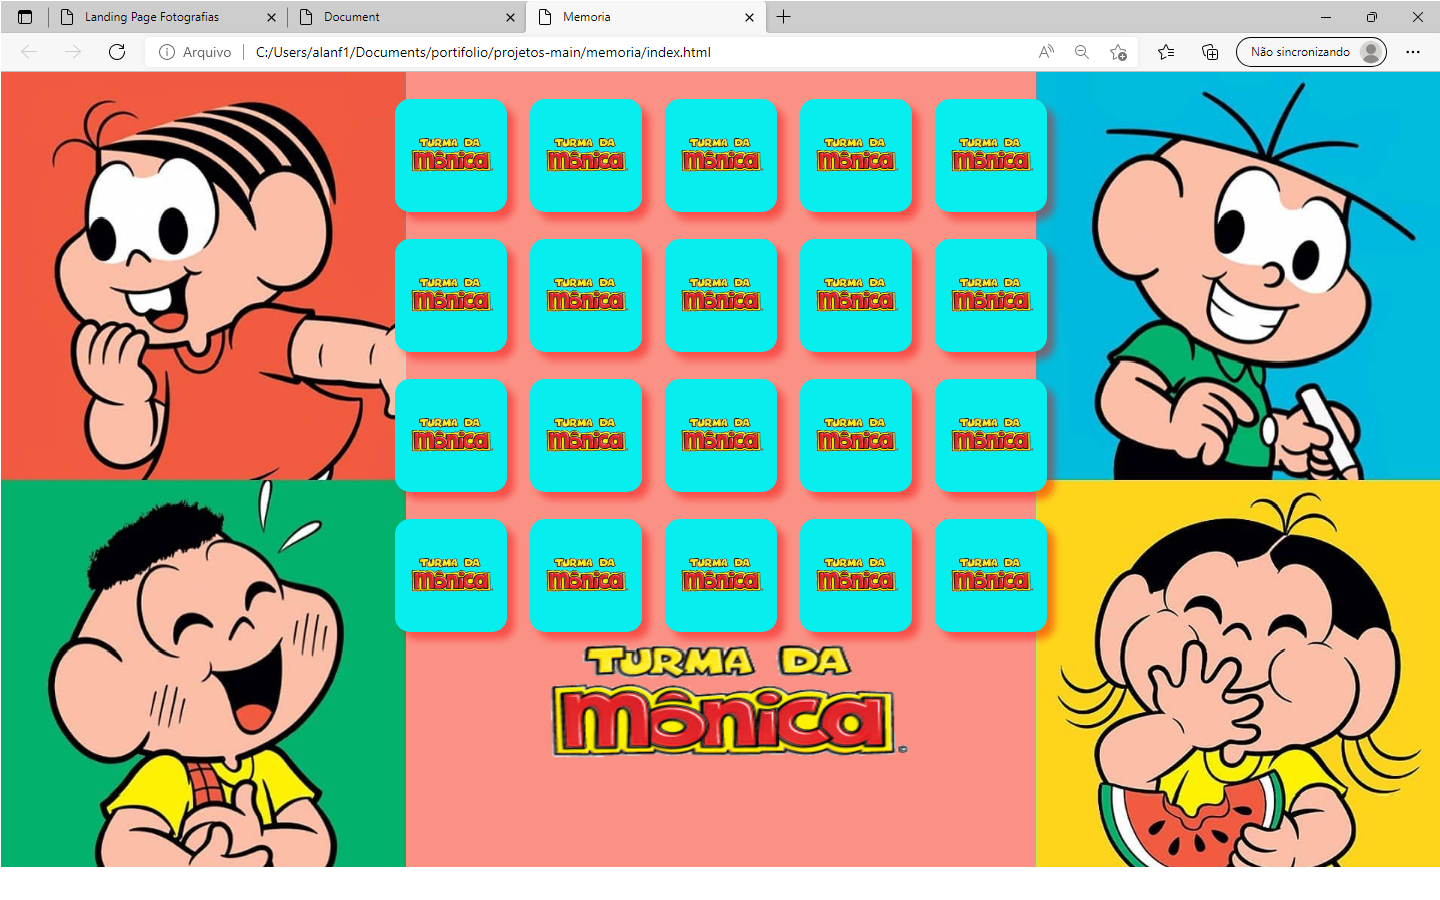 Landing Page Fotografias
Document
Memoria
Arquivo
C:/Users/alanf1/Documents/portifolio/projetos-main/memoria/index.html
Não sincronizando
TURMA DA TURMA DA TURMA DA TURMA DA TURMA DA
Mônica Mônica Mônica Mônica Mônica
TURMA DA TURMA DA TURMA DA TURMA DA TURMA DA
Mônica Mônica Mônica Mônica Mônica
TURMA DA TURMA DA TURMA DA TURMA DA TURMA DA
Mônica Mônica Mônica Mônica Mônica
TURMA DA TURMA DA TURMA DA TURMA DA TURMA DA
Mônica Mônica Mônica Mônica Mônica
TURMA DA
Mônica